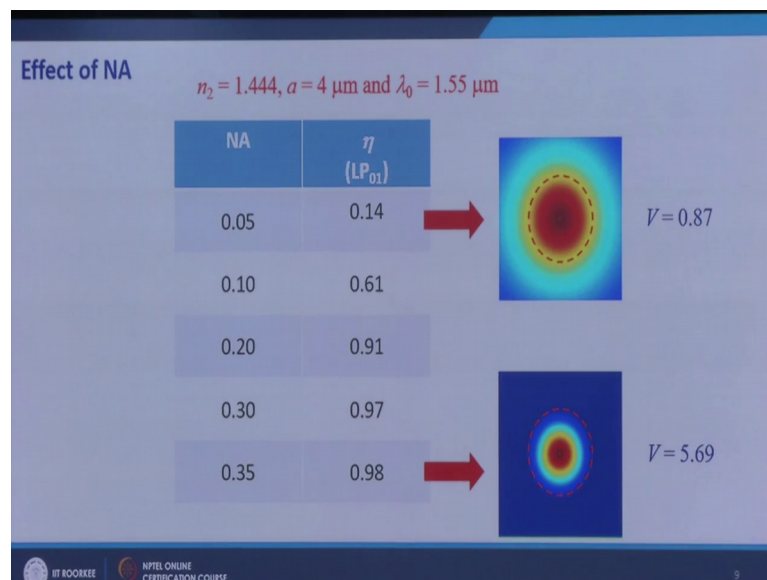 Effect of NA
n₂ = 1.444, a = 4 μm and λ₀ = 1.55 μm
NA η
(LP₀₁)
0.05 0.14
V = 0.87
0.10 0.61
0.20 0.91
0.30 0.97
0.35 0.98
V = 5.69
IIT ROORKEE
NPTEL ONLINE
CERTIFICATION COURSE
9